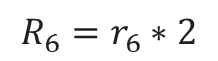 R₆ = r₆ * 2